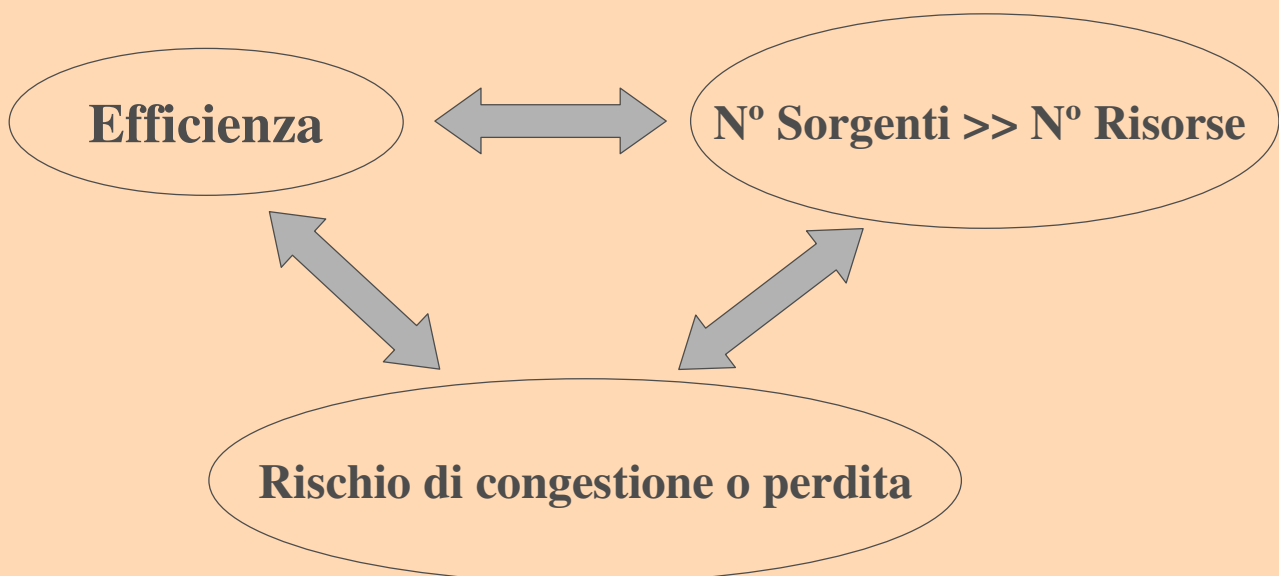 Efficienza
Nº Sorgenti >> Nº Risorse
Rischio di congestione o perdita